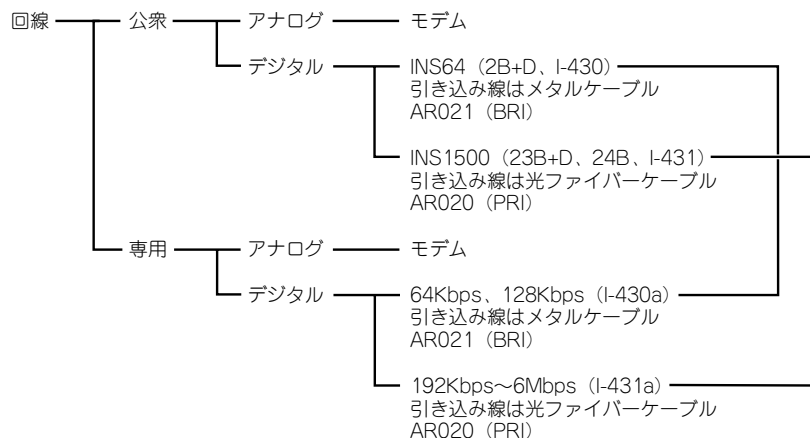 回線 公衆 アナログ モデム
デジタル INS64（2B+D、I-430）
引き込み線はメタルケーブル
AR021（BRI）
INS1500（23B+D、24B、I-431）
引き込み線は光ファイバーケーブル
AR020（PRI）
専用 アナログ モデム
デジタル 64Kbps、128Kbps（I-430a）
引き込み線はメタルケーブル
AR021（BRI）
192Kbps～6Mbps（I-431a）
引き込み線は光ファイバーケーブル
AR020（PRI）